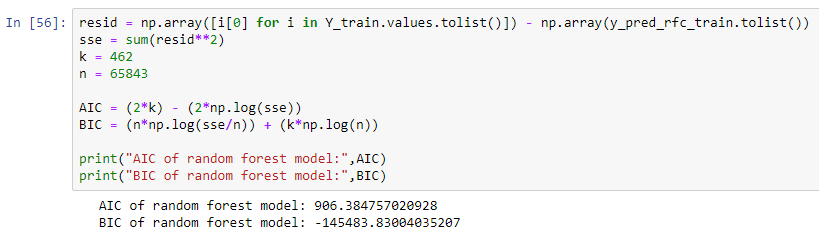 In [56]: resid = np.array([i[0] for i in Y_train.values.tolist()]) - np.array(y_pred_rfc_train.tolist())
sse = sum(resid**2)
k = 462
n = 65843
AIC = (2*k) - (2*np.log(sse))
BIC = (n*np.log(sse/n)) + (k*np.log(n))
print("AIC of random forest model:",AIC)
print("BIC of random forest model:",BIC)
AIC of random forest model: 906.384757020928
BIC of random forest model: -145483.83004035207